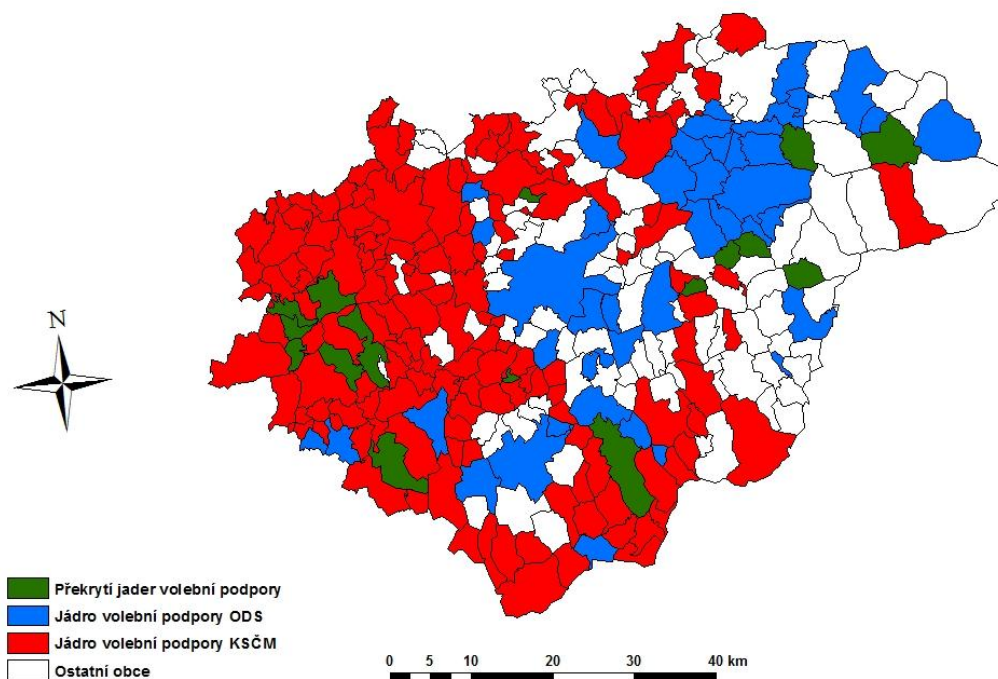 N
Překrytí jader volební podpory
Jádro volební podpory ODS
Jádro volební podpory KSČM
Ostatní obce
0 5 10 20 30 40 km